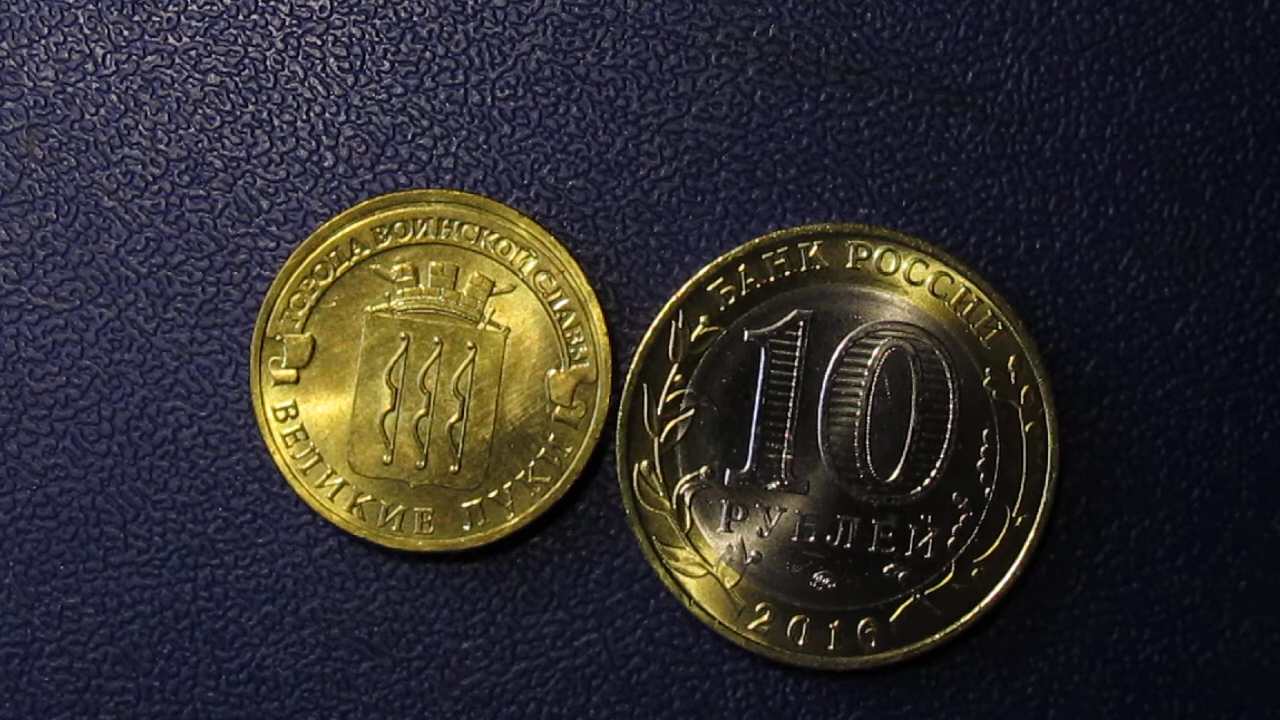 ГОРОДА ВОИНСКОЙ СЛАВЫ
ВЕЛИКИЕ ЛУКИ
БАНК РОССИИ
10
РУБЛЕЙ
2016